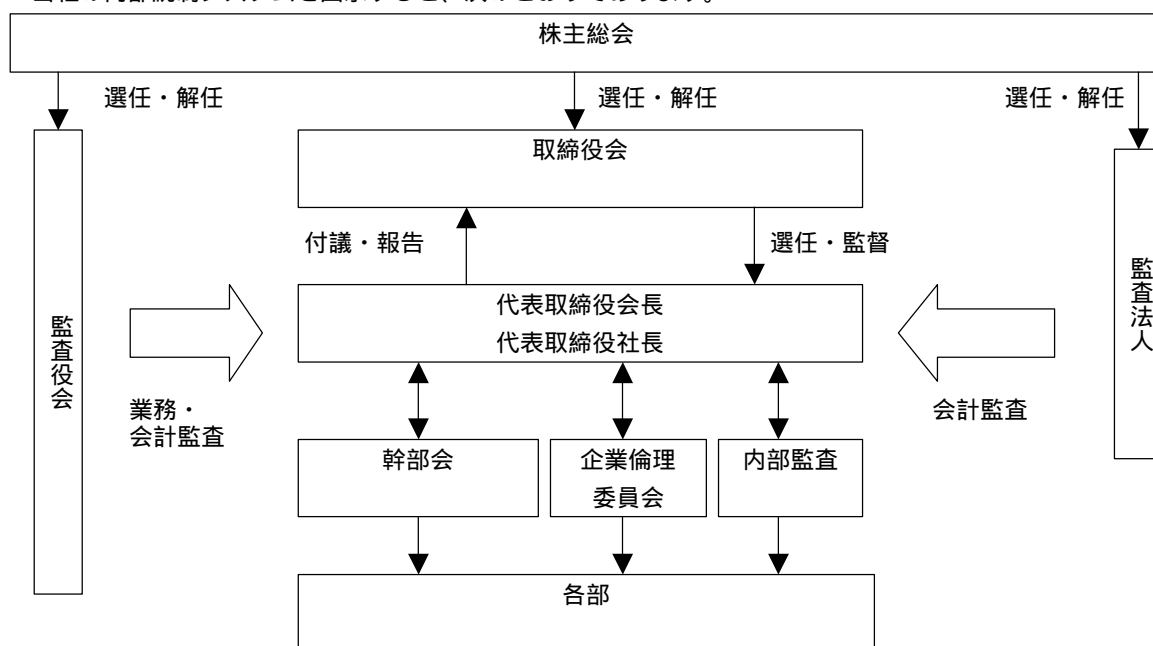 株主総会
選任・解任
選任・解任
選任・解任
取締役会
付議・報告
選任・監督
代表取締役会長
代表取締役社長
監査役会
監査法人
業務・
会計監査
会計監査
幹部会
企業倫理
委員会
内部監査
各部